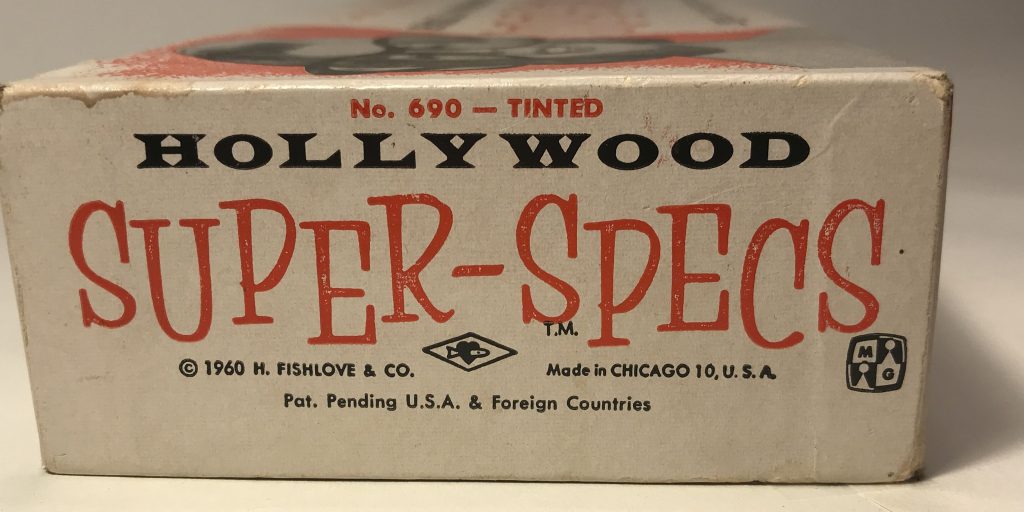 No. 690 — TINTED
HOLLYWOOD
SUPER-SPECS
T.M.
© 1960 H. FISHLOVE & CO. Made in CHICAGO 10, U.S.A.
Pat. Pending U.S.A. & Foreign Countries
M G